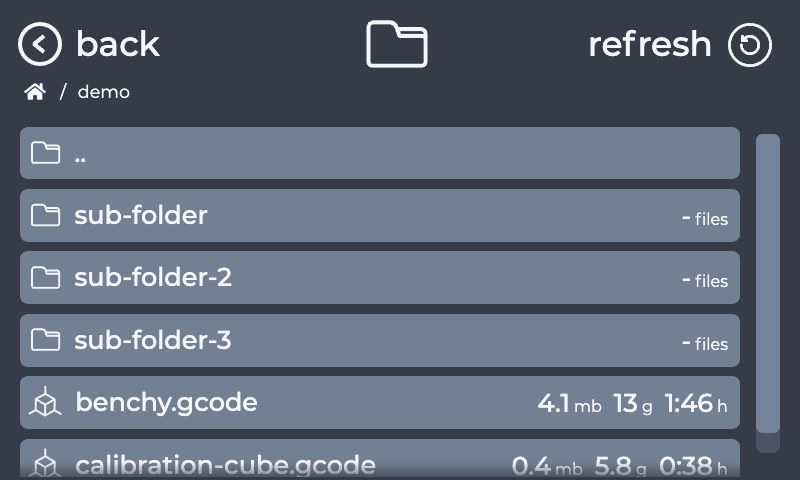 back
refresh
/ demo
..
sub-folder - files
sub-folder-2 - files
sub-folder-3 - files
benchy.gcode 4.1 mb 13 g 1:46 h
calibration-cube.gcode 0.4 mb 5.8 g 0:38 h